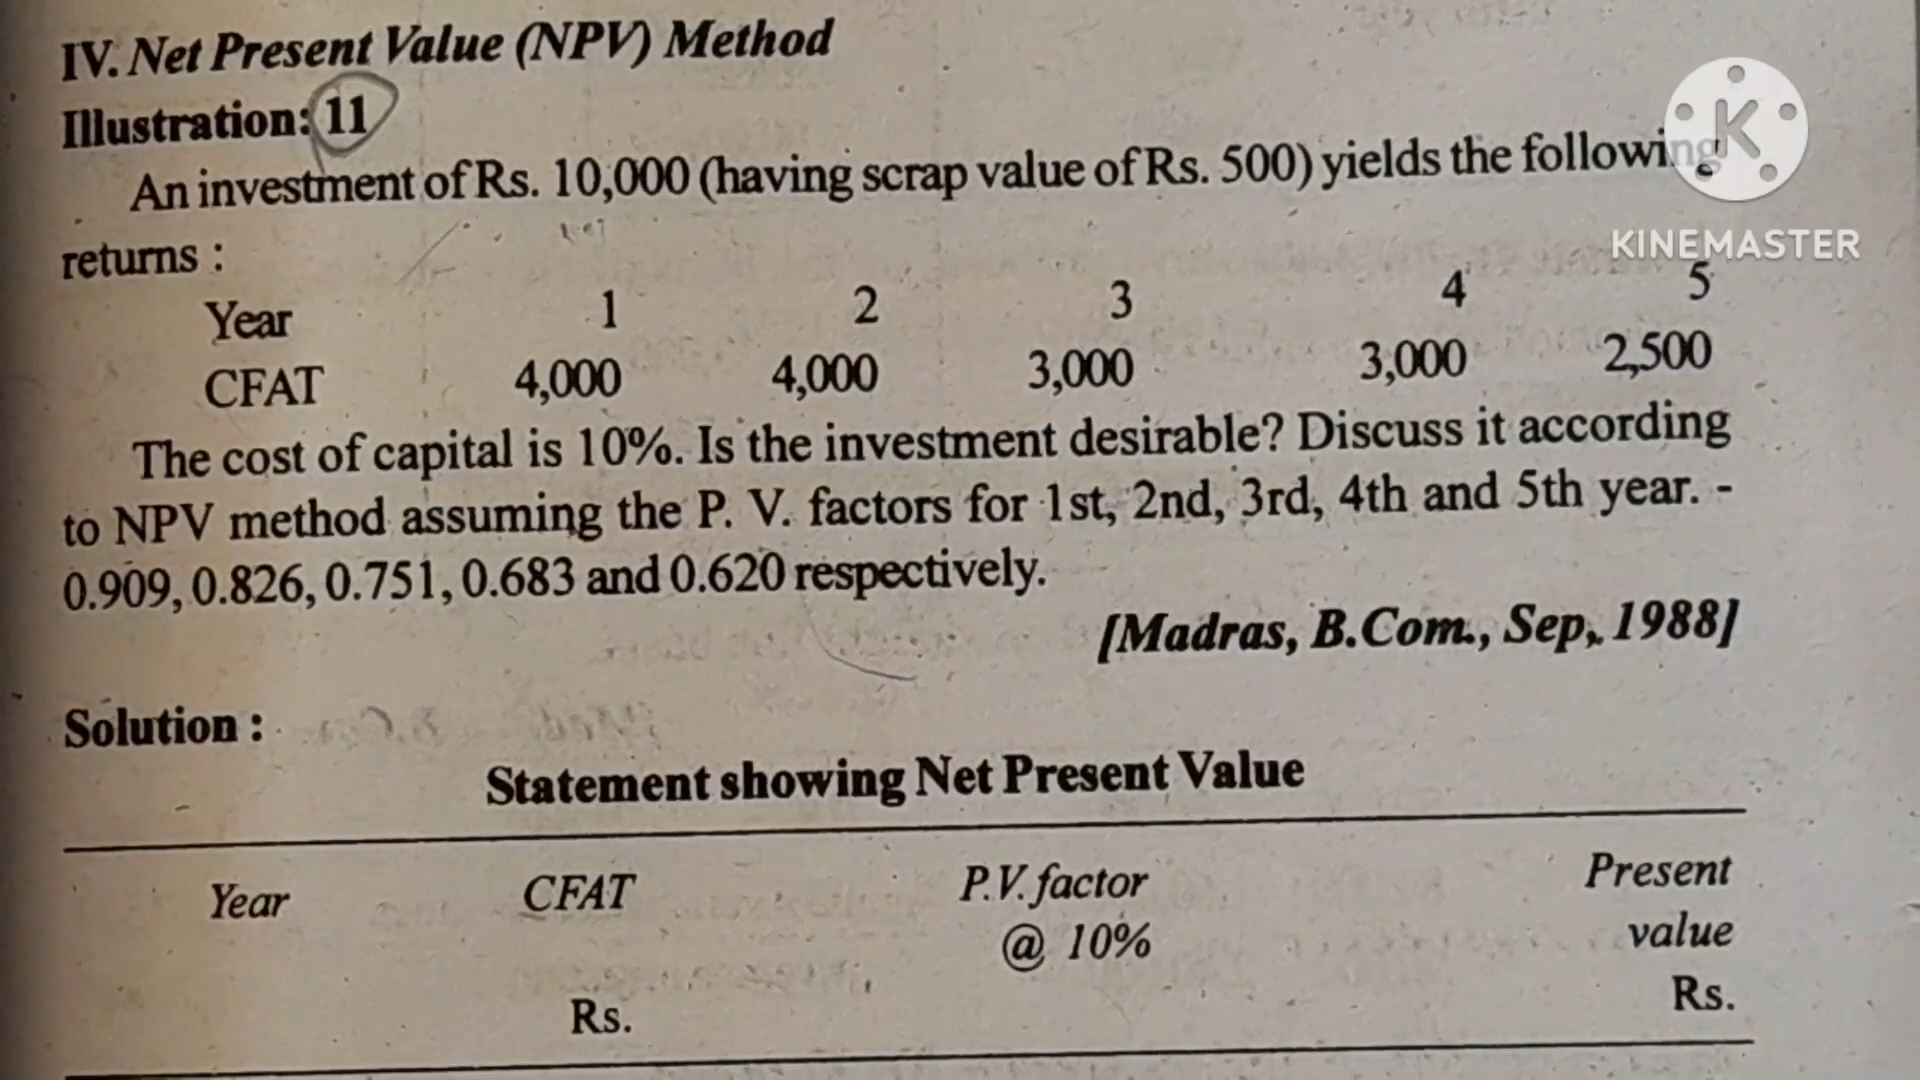 IV. Net Present Value (NPV) Method
Illustration: 11
An investment of Rs. 10,000 (having scrap value of Rs. 500) yields the following
returns :
Year 1 2 3 4 5
CFAT 4,000 4,000 3,000 3,000 2,500
The cost of capital is 10%. Is the investment desirable? Discuss it according
to NPV method assuming the P. V. factors for 1st, 2nd, 3rd, 4th and 5th year. -
0.909, 0.826, 0.751, 0.683 and 0.620 respectively.
[Madras, B.Com., Sep, 1988]
Solution :
Statement showing Net Present Value
Year CFAT P.V. factor Present
@ 10% value
Rs. Rs.
K
KINEMASTER